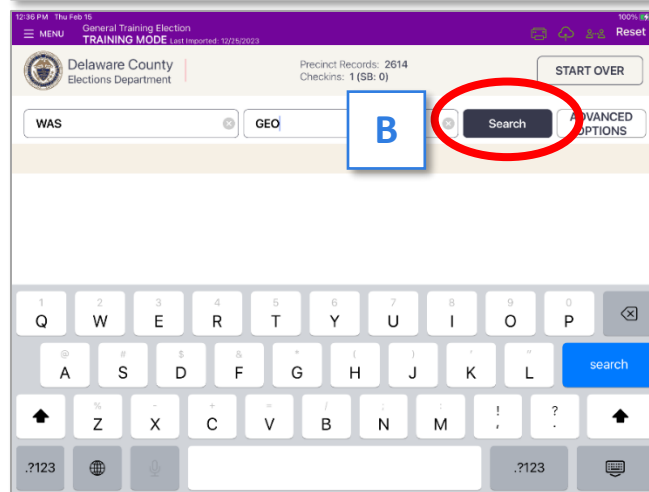 12:36 PM Thu Feb 15
100%
MENU
General Training Election
TRAINING MODE Last Imported: 12/25/2023
Reset
Delaware County
Elections Department
Precinct Records: 2614
Checkins: 1 (SB: 0)
START OVER
WAS
GEO
B
Search
ADVANCED
OPTIONS
1 2 3 4 5 6 7 8 9 0
Q W E R T Y U I O P
@ # $ & * ( ) ' "
A S D F G H J K L search
% - + = / ; : ! ?
Z X C V B N M , .
.?123 .?123